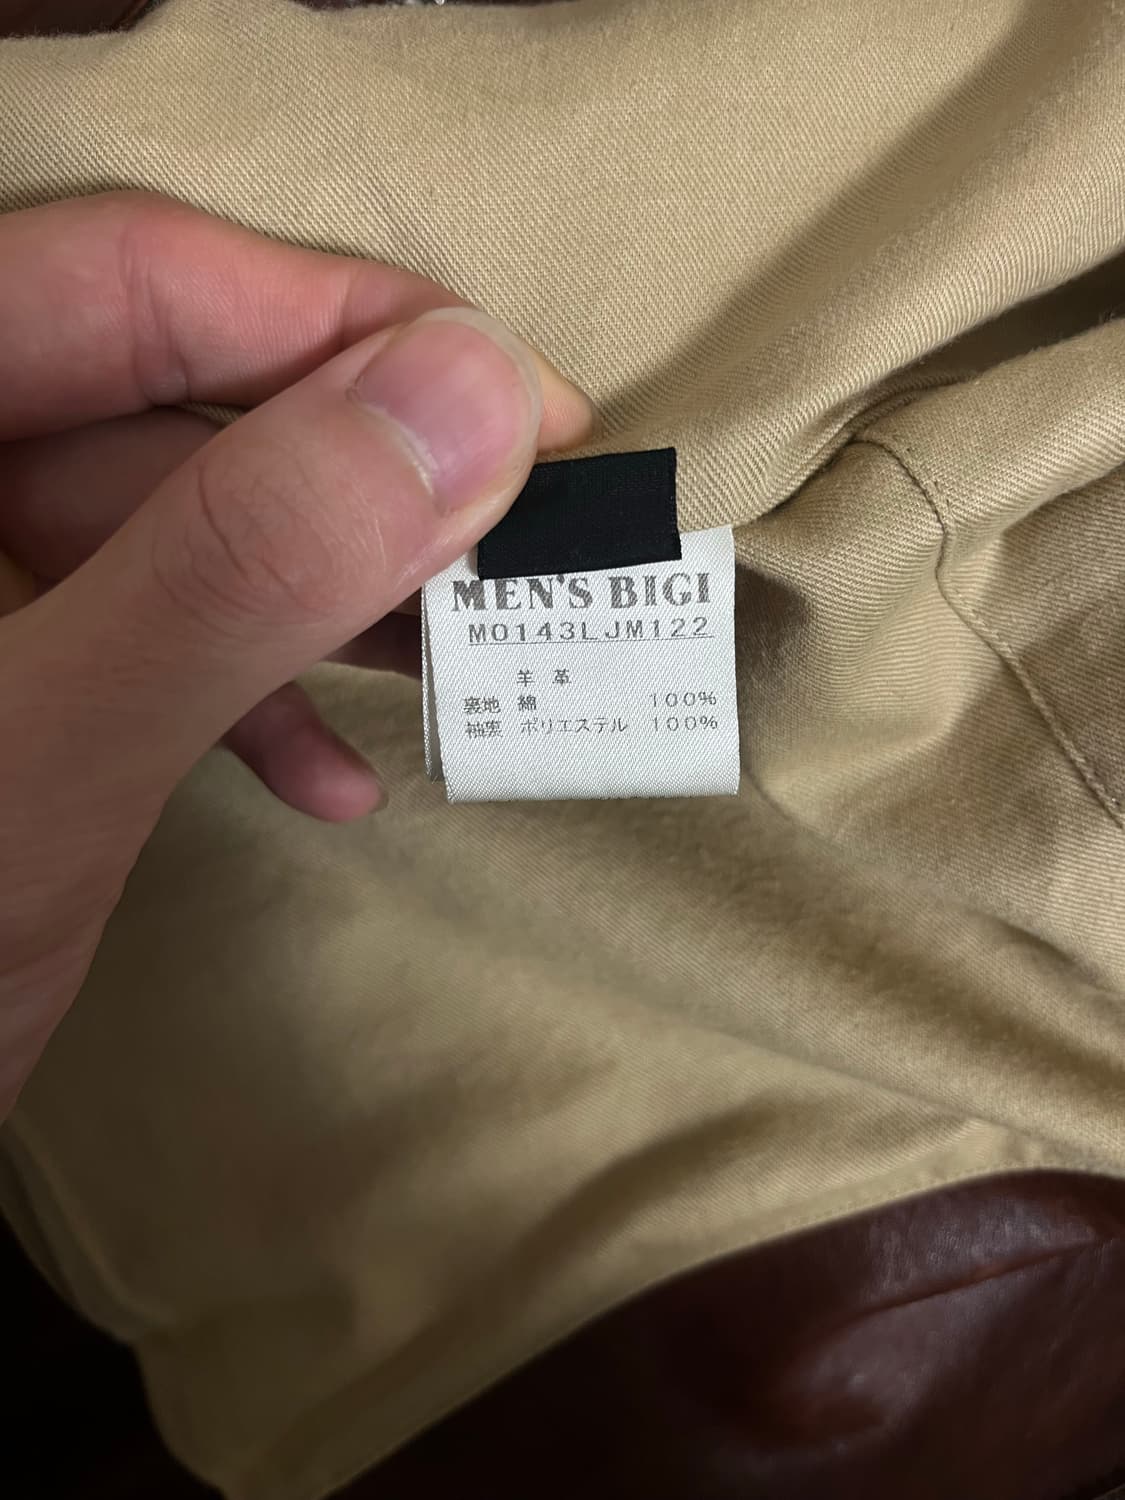 MEN'S BIGI
M0143LJM122
羊 革
裏地 綿 100%
袖裏 ポリエステル 100%